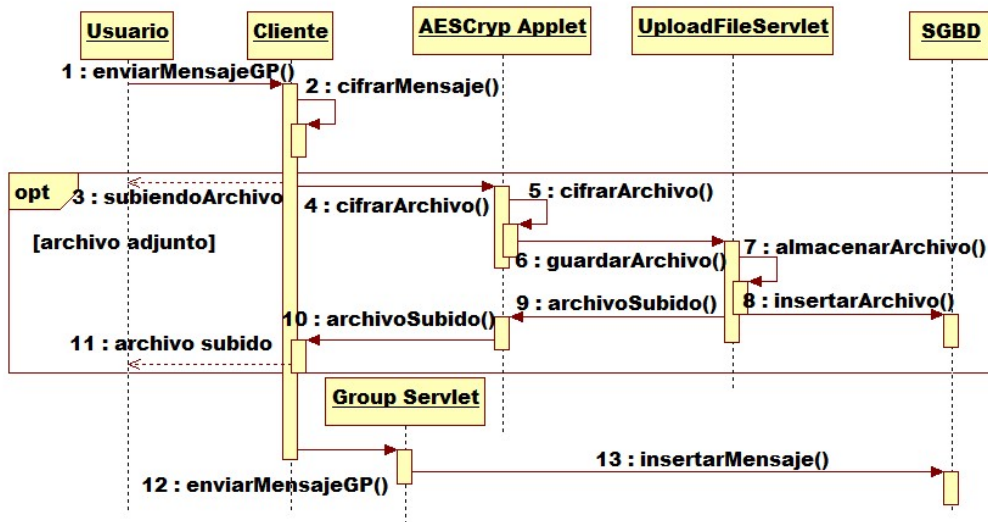 Usuario
Cliente
AESCryp Applet
UploadFileServlet
SGBD
1 : enviarMensajeGP()
2 : cifrarMensaje()
opt
3 : subiendoArchivo
4 : cifrarArchivo()
5 : cifrarArchivo()
[archivo adjunto]
6 : guardarArchivo()
7 : almacenarArchivo()
8 : insertarArchivo()
9 : archivoSubido()
10 : archivoSubido()
11 : archivo subido
Group Servlet
12 : enviarMensajeGP()
13 : insertarMensaje()